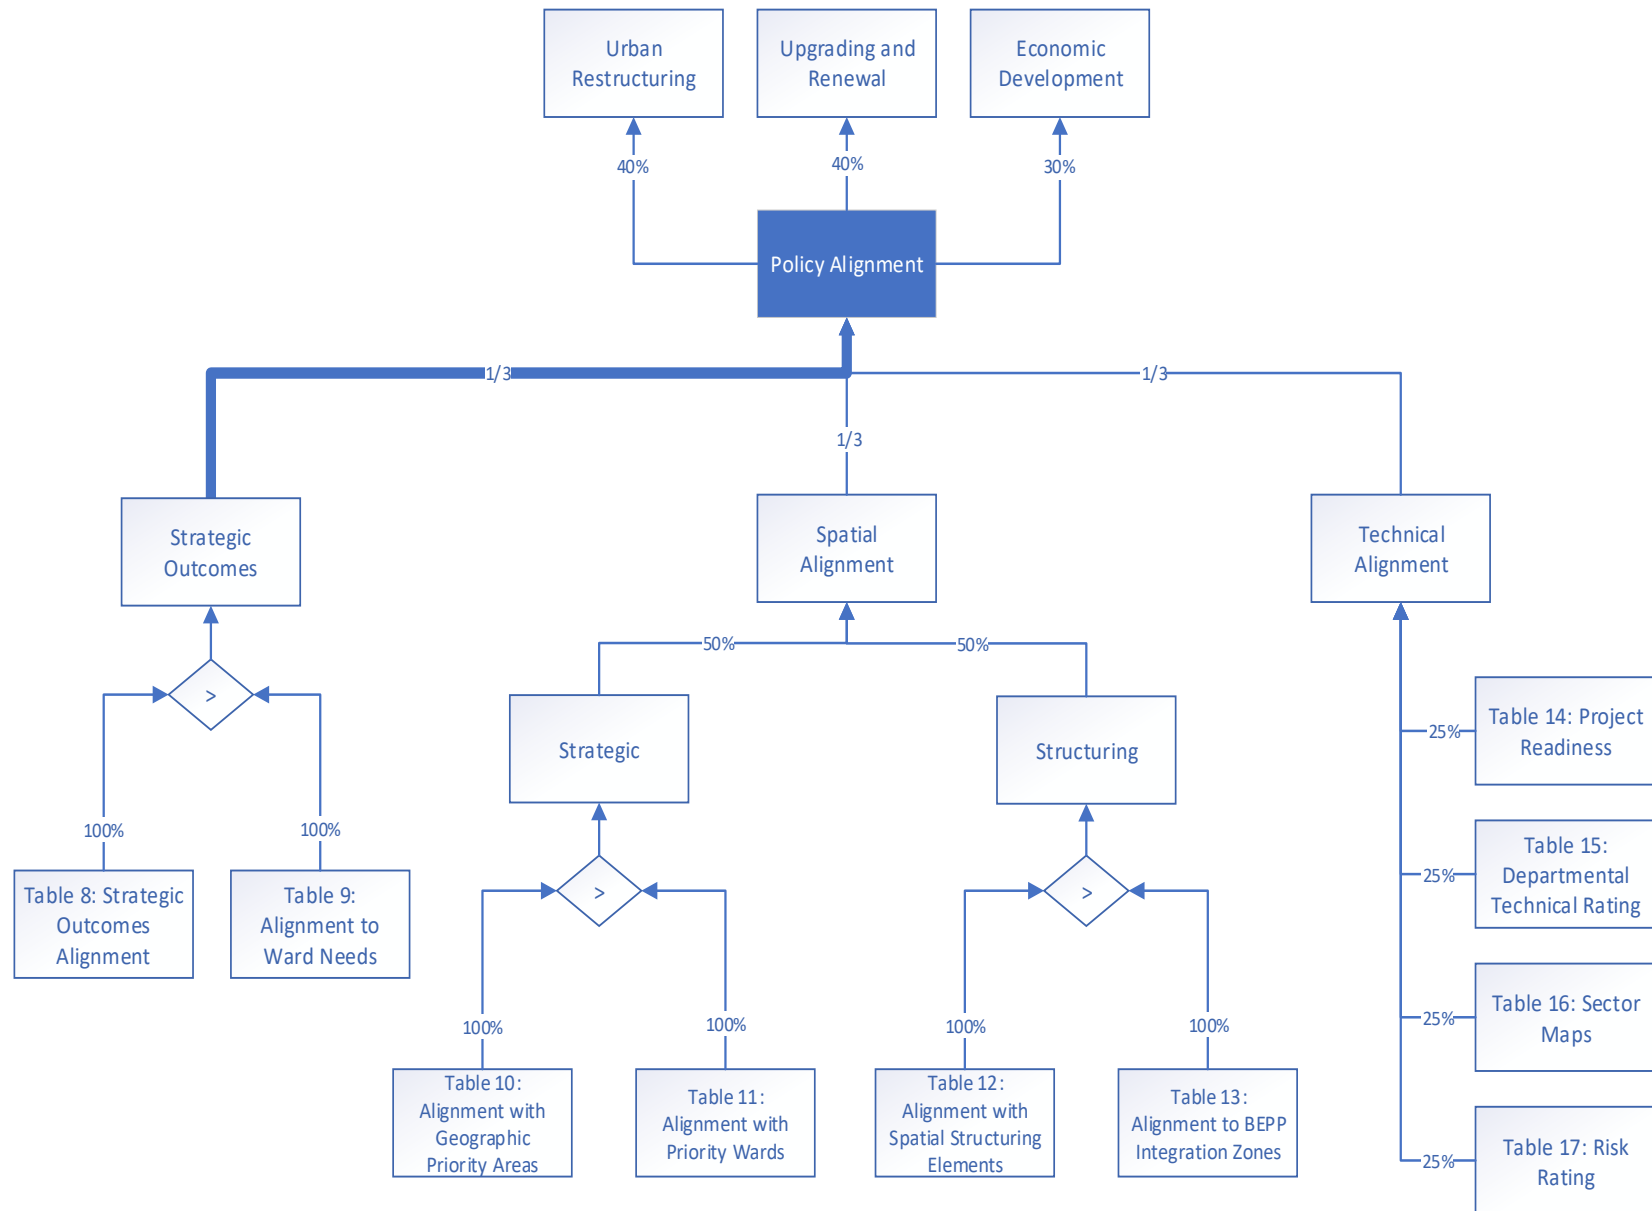 Urban
Restructuring
Upgrading and
Renewal
Economic
Development
40%
40%
30%
Policy Alignment
1/3
1/3
1/3
Strategic
Outcomes
Spatial
Alignment
Technical
Alignment
>
50%
50%
Strategic
Structuring
Table 14: Project
Readiness
25%
100%
100%
Table 8: Strategic
Outcomes
Alignment
Table 9:
Alignment to
Ward Needs
>
>
Table 15:
Departmental
Technical Rating
25%
100%
100%
100%
100%
Table 16: Sector
Maps
25%
Table 10:
Alignment with
Geographic
Priority Areas
Table 11:
Alignment with
Priority Wards
Table 12:
Alignment with
Spatial Structuring
Elements
Table 13:
Alignment to BEPP
Integration Zones
Table 17: Risk
Rating
25%